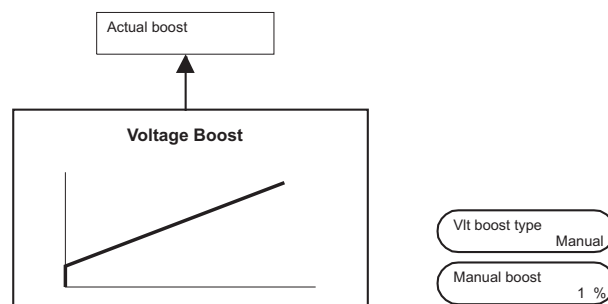 Actual boost
Voltage Boost
Vlt boost type
Manual
Manual boost
1 %